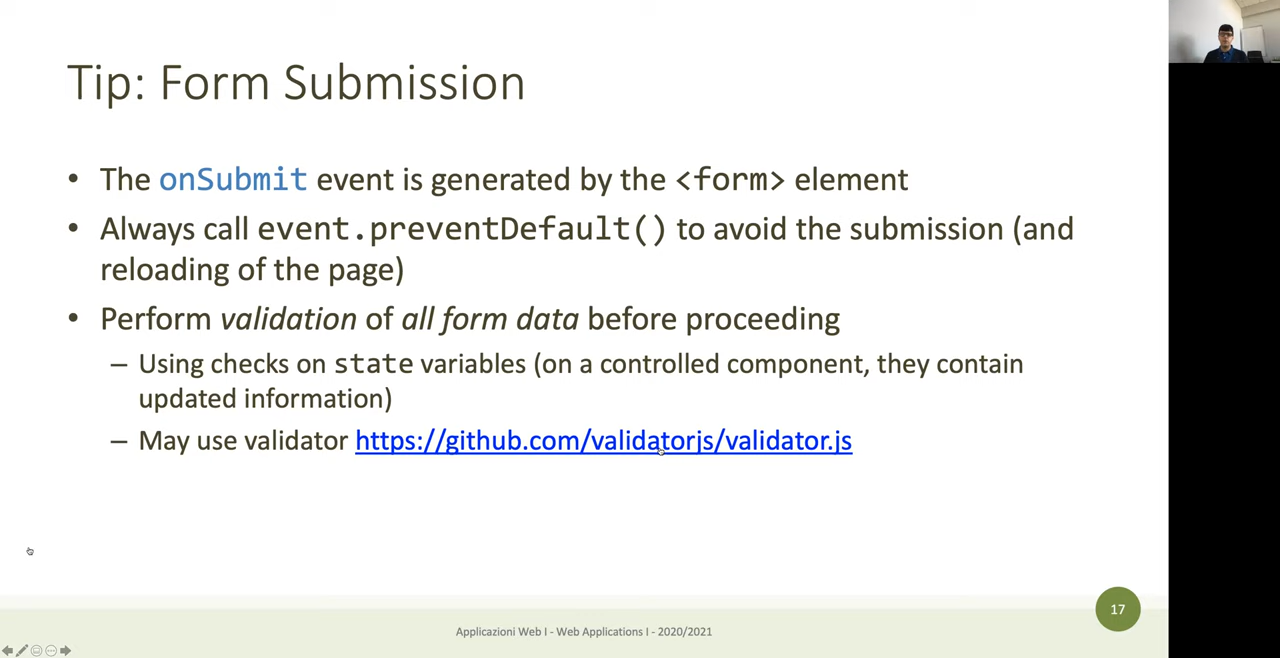 Tip: Form Submission
• The onSubmit event is generated by the <form> element
• Always call event.preventDefault() to avoid the submission (and
reloading of the page)
• Perform validation of all form data before proceeding
– Using checks on state variables (on a controlled component, they contain
updated information)
– May use validator https://github.com/validatorjs/validator.js
17
Applicazioni Web I - Web Applications I - 2020/2021